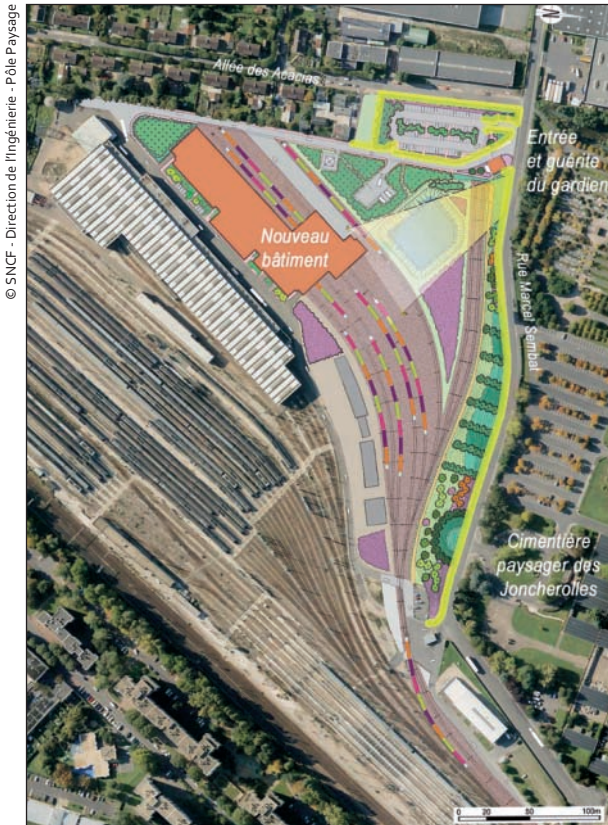 © SNCF - Direction de l'Ingénierie - Pôle Paysage
N
Allée des Acacias
Entrée
et guérite
du gardien
Nouveau
bâtiment
Rue Marcel Sembat
Cimentière
paysager des
Joncherolles
0 20 50 100m